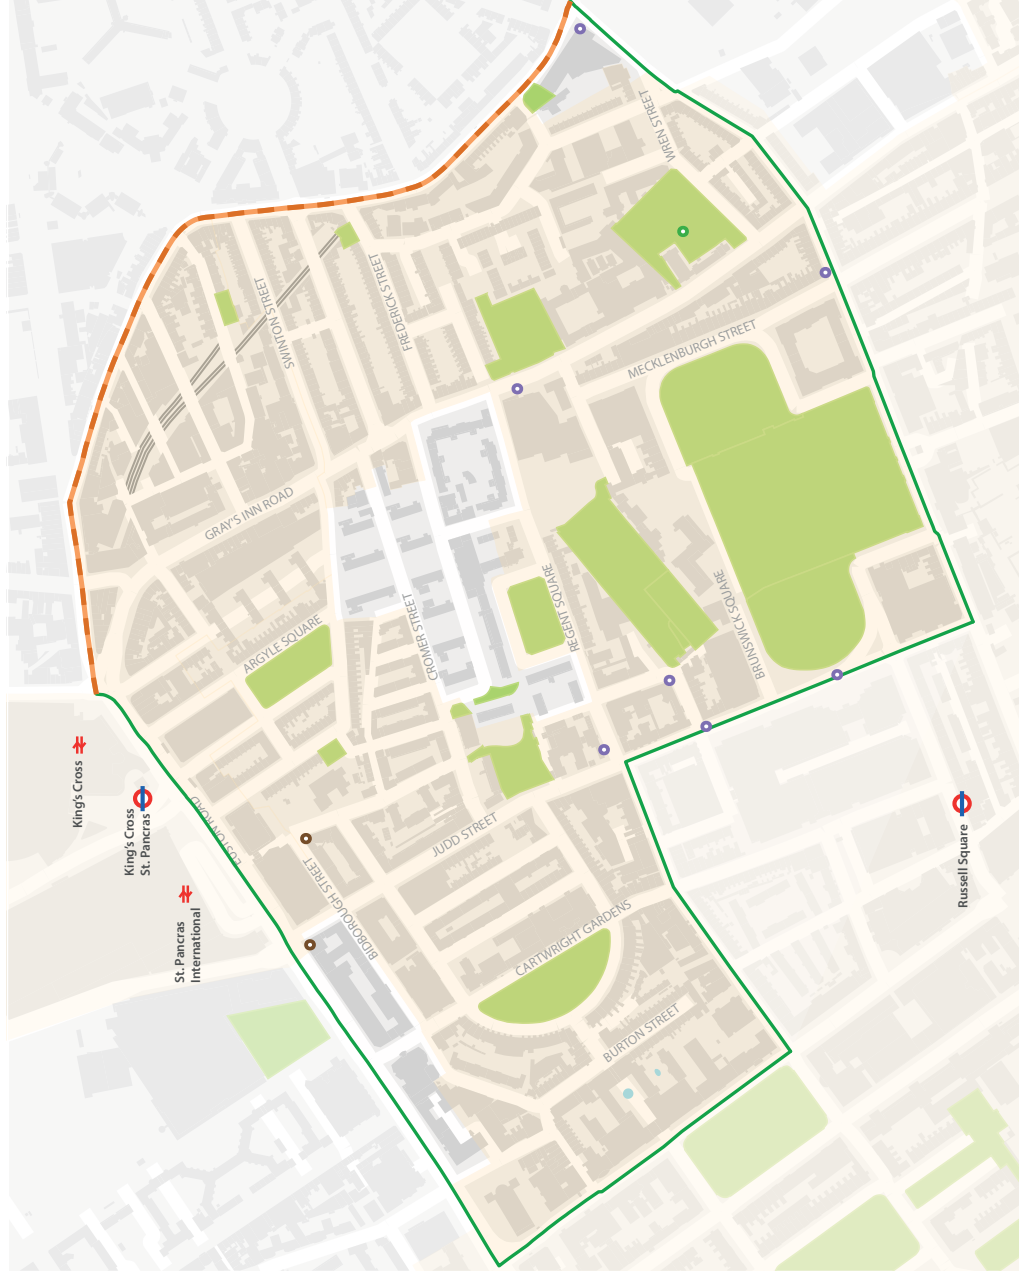 WREN STREET
SWINTON STREET
FREDERICK STREET
MECKLENBURGH STREET
GRAY'S INN ROAD
ARGYLE SQUARE
CROMER STREET
REGENT SQUARE
BRUNSWICK SQUARE
King's Cross
King's Cross
St. Pancras
EUSTON ROAD
JUDD STREET
BIDBOROUGH STREET
St. Pancras
International
CARTWRIGHT GARDENS
BURTON STREET
Russell Square